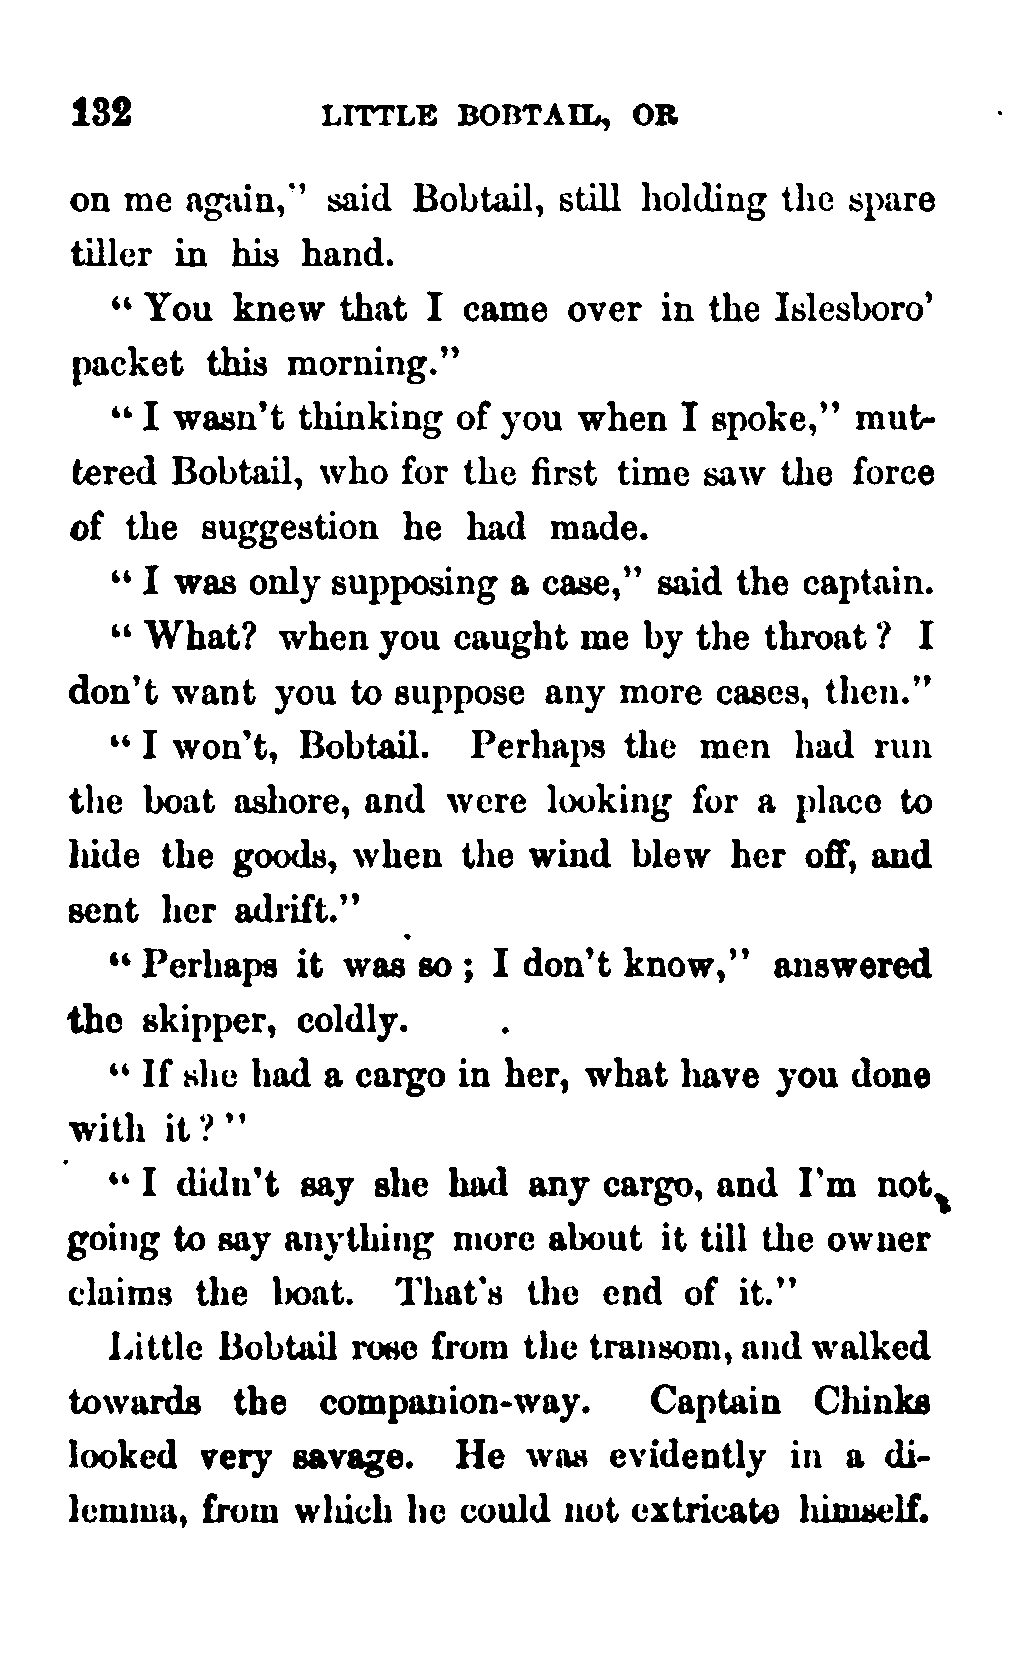 132 LITTLE BOBTAIL, OR
on me again," said Bobtail, still holding the spare
tiller in his hand.
"You knew that I came over in the Islesboro'
packet this morning."
"I wasn't thinking of you when I spoke," mut-
tered Bobtail, who for the first time saw the force
of the suggestion he had made.
"I was only supposing a case," said the captain.
"What? when you caught me by the throat? I
don't want you to suppose any more cases, then."
"I won't, Bobtail. Perhaps the men had run
the boat ashore, and were looking for a place to
hide the goods, when the wind blew her off, and
sent her adrift."
"Perhaps it was so; I don't know," answered
the skipper, coldly.
"If she had a cargo in her, what have you done
with it?"
"I didn't say she had any cargo, and I'm not
going to say anything more about it till the owner
claims the boat. That's the end of it."
Little Bobtail rose from the transom, and walked
towards the companion-way. Captain Chinks
looked very savage. He was evidently in a di-
lemma, from which he could not extricate himself.